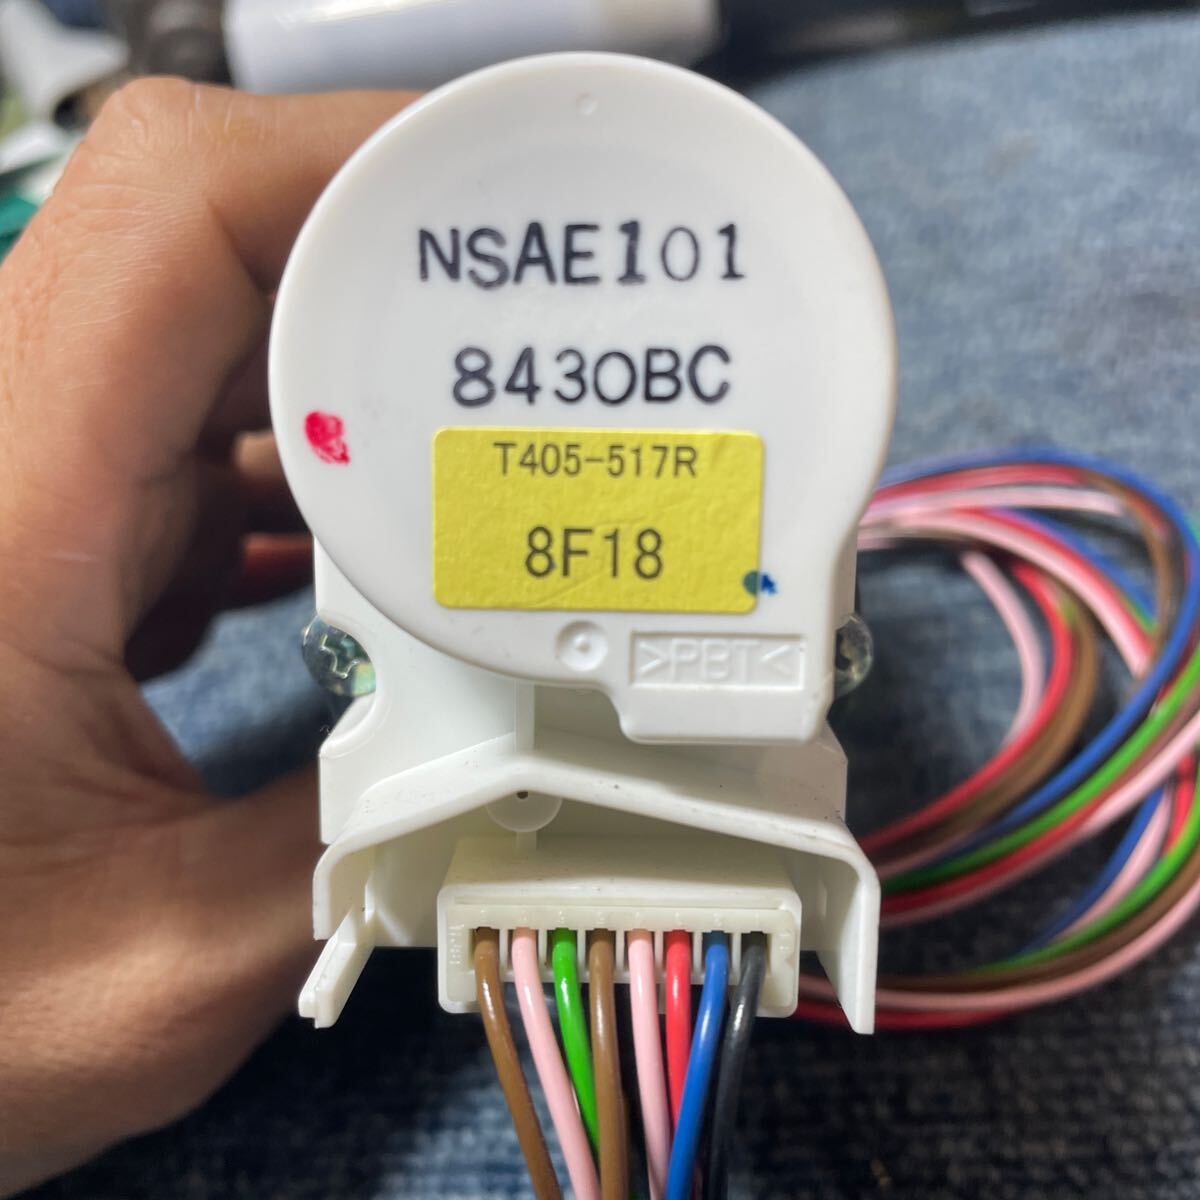 NSAE101
8430BC
T405-517R
8F18
>PBT<